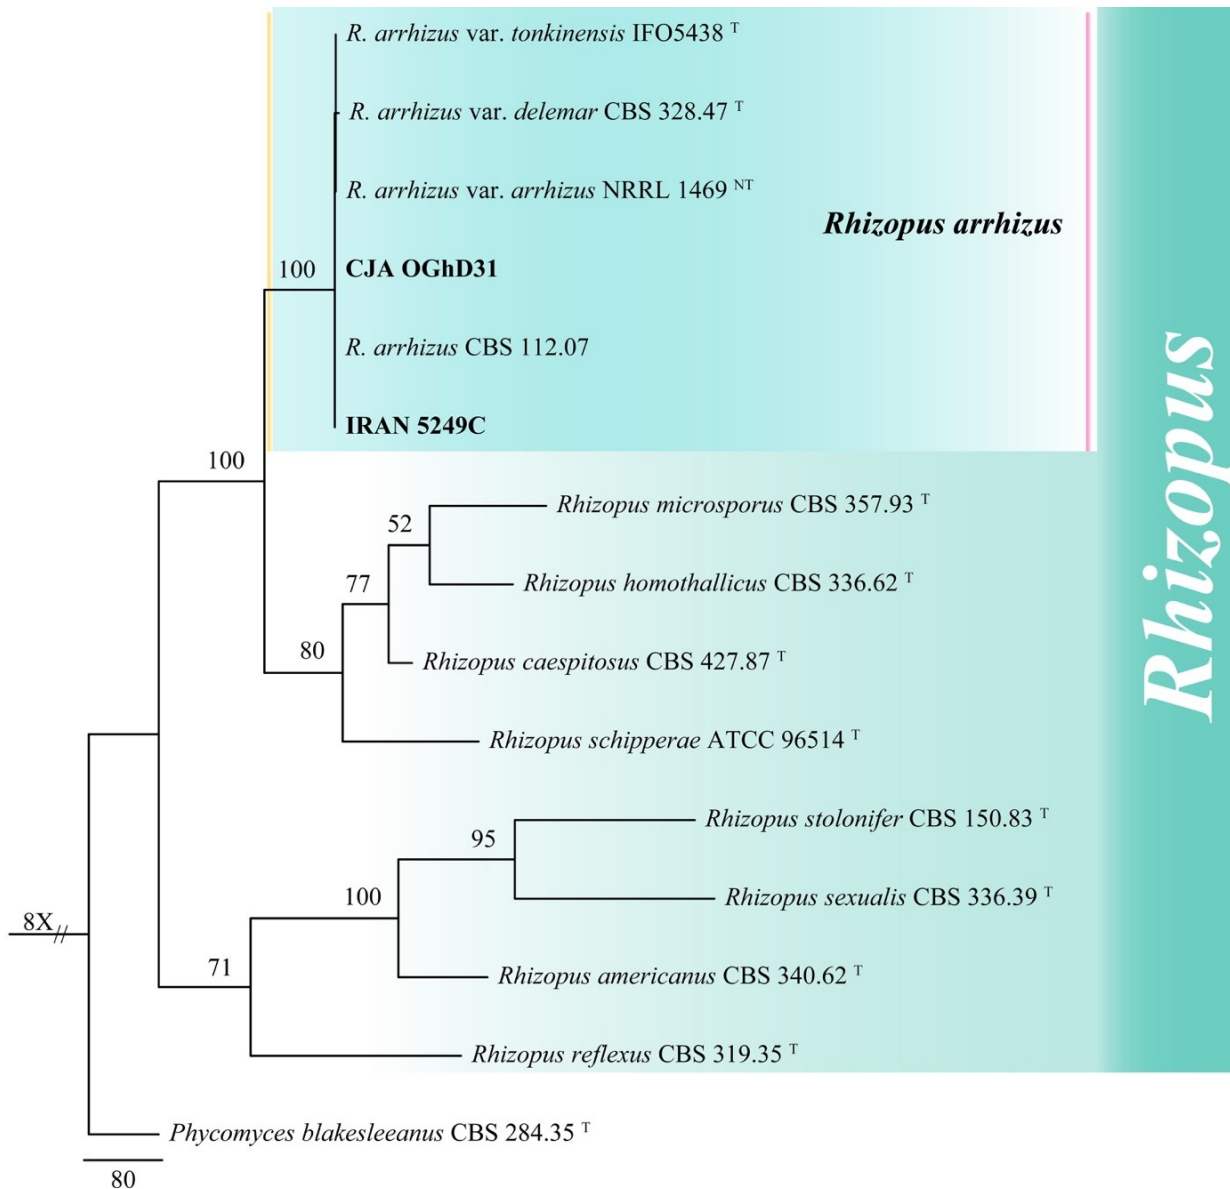 R. arrhizus var. tonkinensis IFO5438 T
R. arrhizus var. delemar CBS 328.47 T
R. arrhizus var. arrhizus NRRL 1469 NT
Rhizopus arrhizus
100
CJA OGhD31
R. arrhizus CBS 112.07
IRAN 5249C
Rhizopus
100
Rhizopus microsporus CBS 357.93 T
52
Rhizopus homothallicus CBS 336.62 T
77
80
Rhizopus caespitosus CBS 427.87 T
Rhizopus schipperae ATCC 96514 T
Rhizopus stolonifer CBS 150.83 T
95
100
Rhizopus sexualis CBS 336.39 T
8X
71
Rhizopus americanus CBS 340.62 T
Rhizopus reflexus CBS 319.35 T
Phycomyces blakesleeanus CBS 284.35 T
80